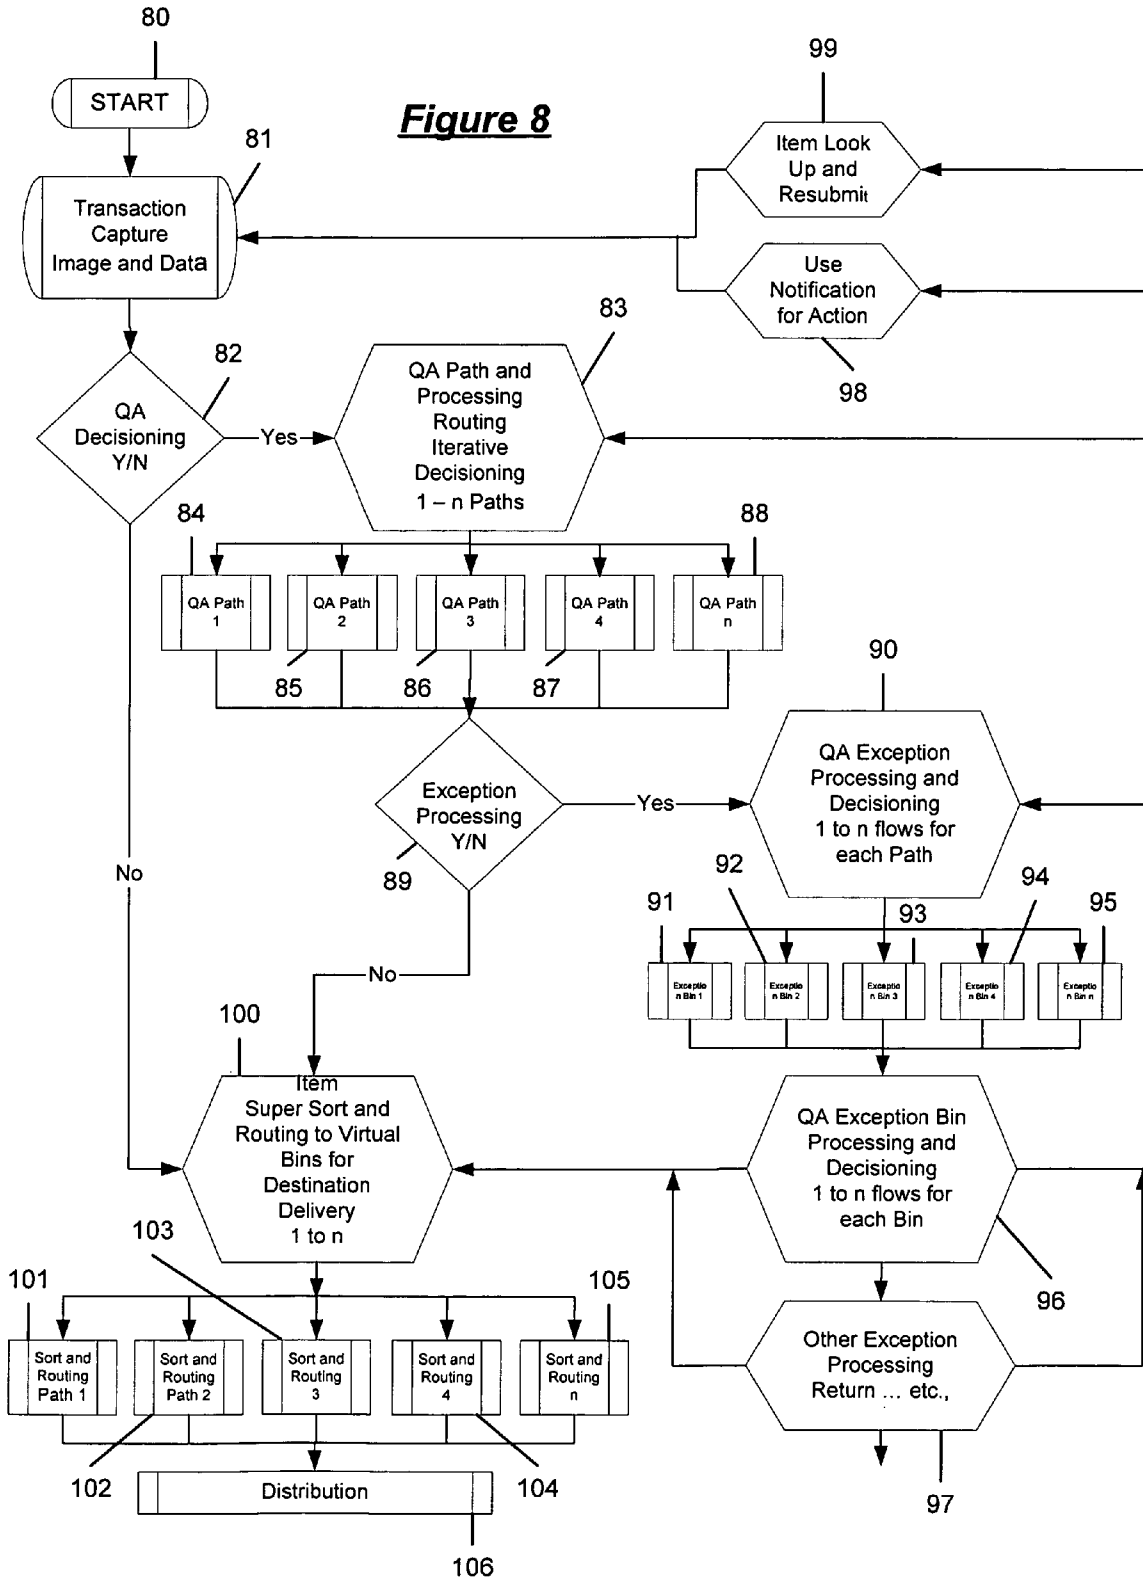 80
START
Figure 8
99
Item Look
Up and
Resubmit
81
Transaction
Capture
Image and Data
Use
Notification
for Action
98
82
QA
Decisioning
Y/N
Yes
83
QA Path and
Processing
Routing
Iterative
Decisioning
1 – n Paths
84
88
QA Path
1
QA Path
2
QA Path
3
QA Path
4
QA Path
n
85
86
87
90
QA Exception
Processing and
Decisioning
1 to n flows for
each Path
Exception
Processing
Y/N
Yes
89
No
No
91
92
93
94
95
Exceptio
n Bin 1
Exceptio
n Bin 2
Exceptio
n Bin 3
Exceptio
n Bin 4
Exceptio
n Bin n
100
Item
Super Sort and
Routing to Virtual
Bins for
Destination
Delivery
1 to n
QA Exception Bin
Processing and
Decisioning
1 to n flows for
each Bin
96
103
101
105
Sort and
Routing
Path 1
Sort and
Routing
Path 2
Sort and
Routing
3
Sort and
Routing
4
Sort and
Routing
n
Other Exception
Processing
Return ... etc.,
97
102
104
Distribution
106